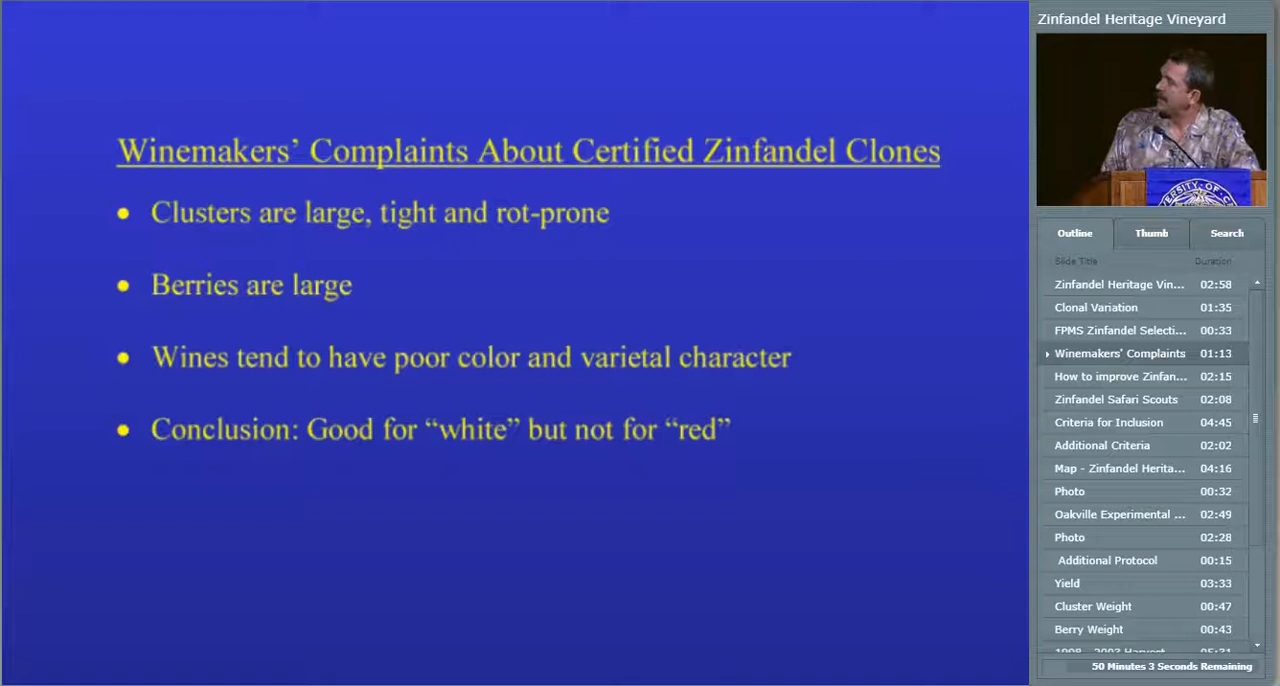 Winemakers’ Complaints About Certified Zinfandel Clones
• Clusters are large, tight and rot-prone
• Berries are large
• Wines tend to have poor color and varietal character
• Conclusion: Good for “white” but not for “red”
Zinfandel Heritage Vineyard
Outline Thumb Search
Slide Title Duration
Zinfandel Heritage Vin... 02:58
Clonal Variation 01:35
FPMS Zinfandel Selecti... 00:33
Winemakers' Complaints 01:13
How to improve Zinfan... 02:15
Zinfandel Safari Scouts 02:08
Criteria for Inclusion 04:45
Additional Criteria 02:02
Map - Zinfandel Herita... 04:16
Photo 00:32
Oakville Experimental ... 02:49
Photo 02:28
Additional Protocol 00:15
Yield 03:33
Cluster Weight 00:47
Berry Weight 00:43
1998 - 2003 Harvest 05:31
50 Minutes 3 Seconds Remaining